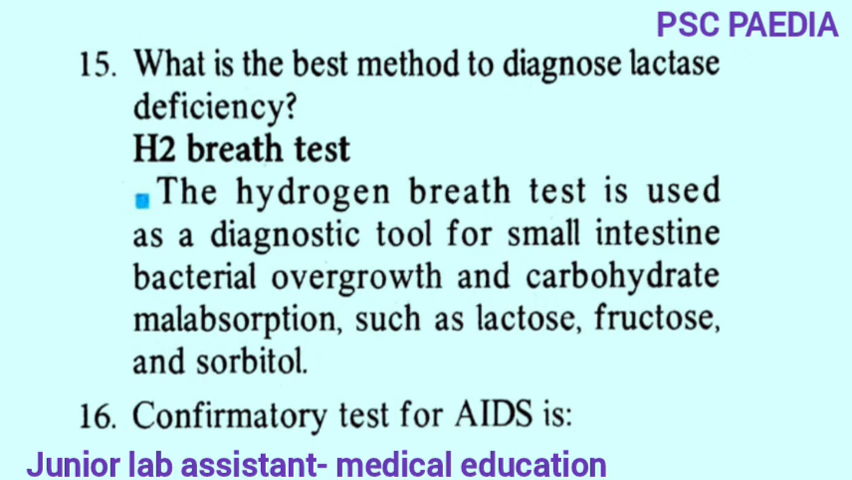 PSC PAEDIA
15. What is the best method to diagnose lactase
deficiency?
H2 breath test
The hydrogen breath test is used
as a diagnostic tool for small intestine
bacterial overgrowth and carbohydrate
malabsorption, such as lactose, fructose,
and sorbitol.
16. Confirmatory test for AIDS is:
Junior lab assistant- medical education